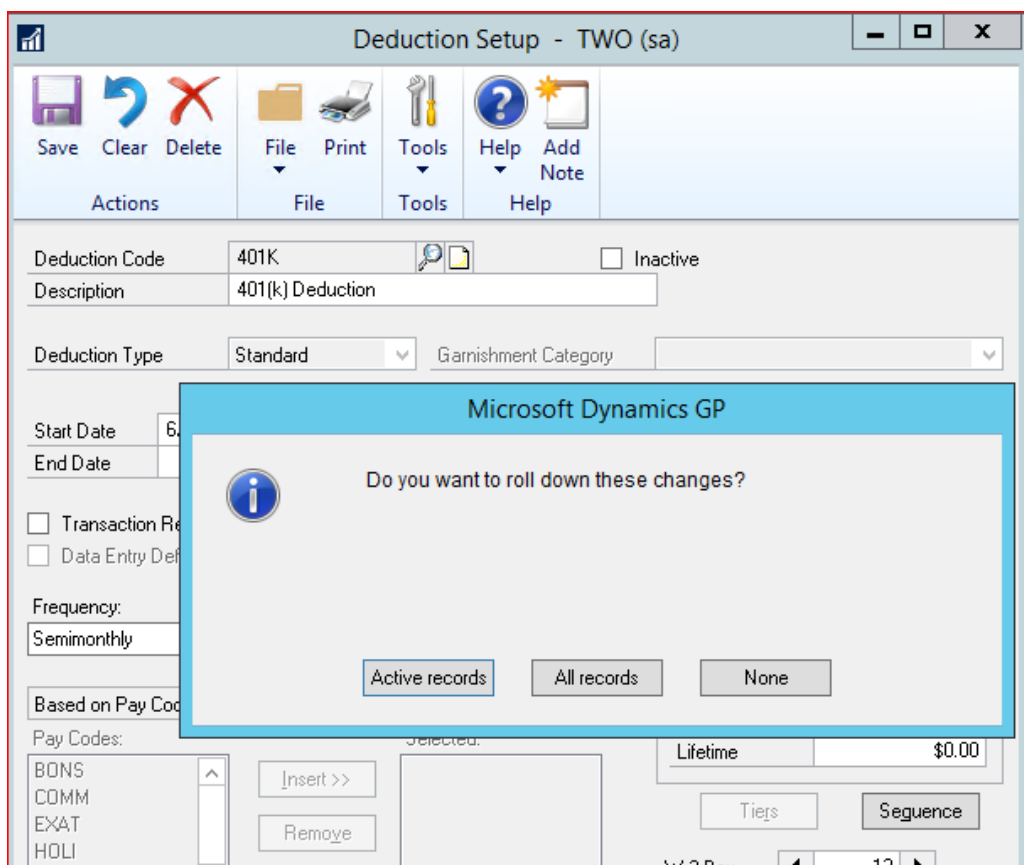 Deduction Setup - TWO (sa)
Save Clear Delete File Print Tools Help Add Note
Actions File Tools Help
Deduction Code 401K Inactive
Description 401(k) Deduction
Deduction Type Standard Garnishment Category
Microsoft Dynamics GP
Start Date 6
End Date
Do you want to roll down these changes?
Transaction Re
Data Entry Def
Frequency:
Semimonthly
Active records All records None
Based on Pay Cod
Pay Codes: Selected:
Lifetime $0.00
BONS
COMM
EXAT
HOLI
Insert >>
Remove
Tiers Sequence
12